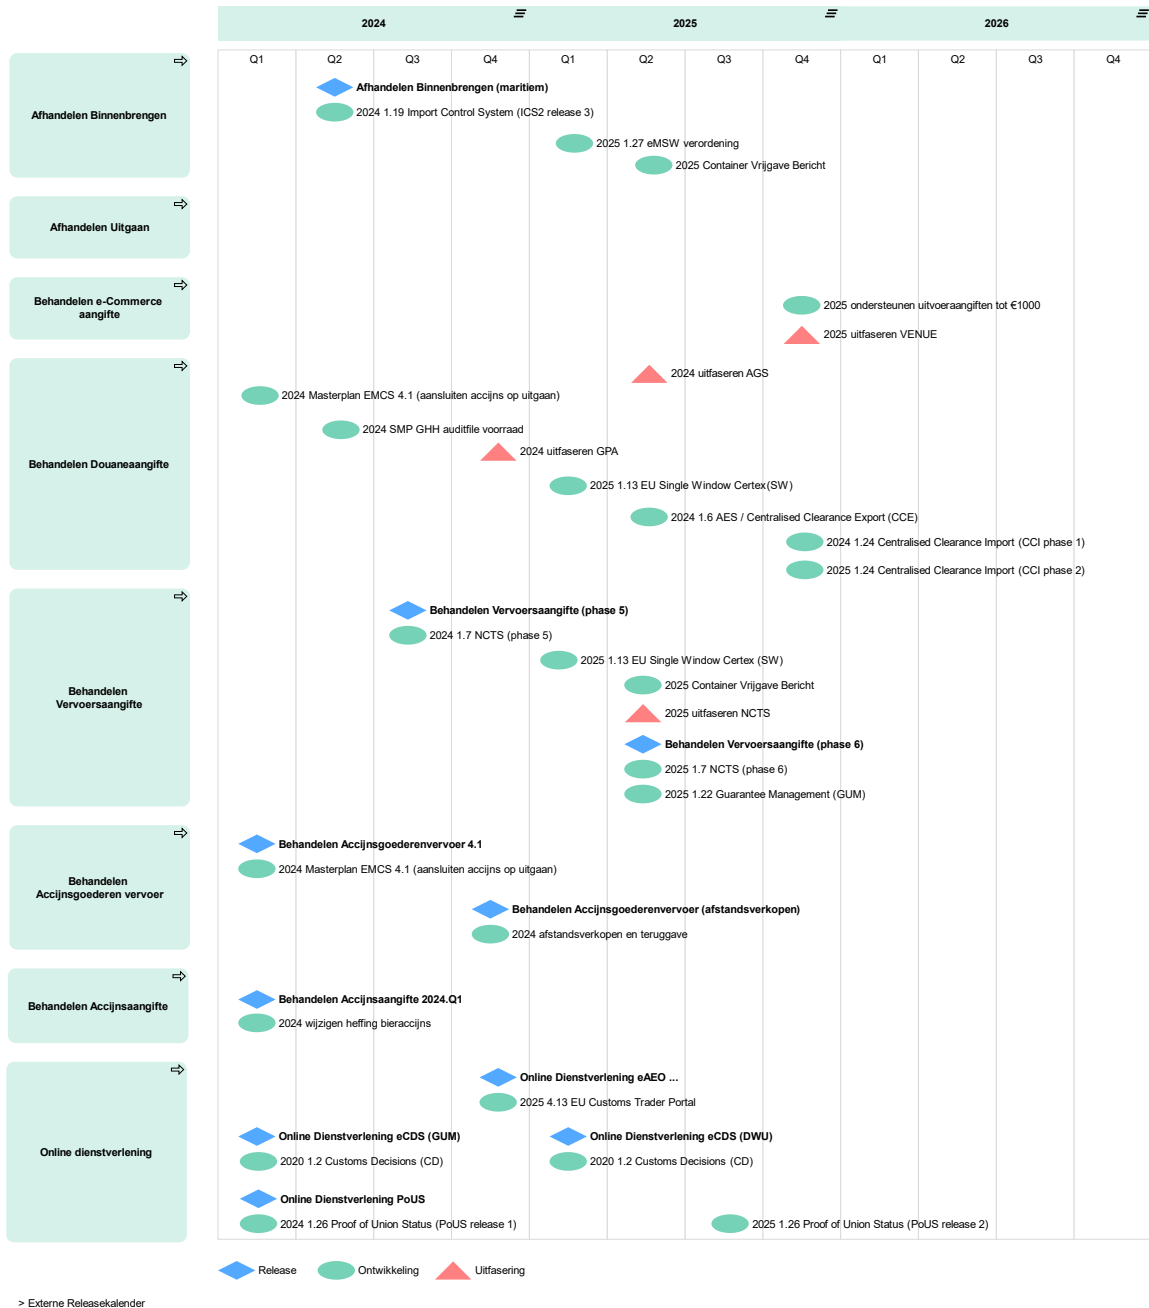 2024
2025
2026
Q1
Q2
Q3
Q4
Q1
Q2
Q3
Q4
Q1
Q2
Q3
Q4
Afhandelen Binnenbrengen
Afhandelen Binnenbrengen (maritiem)
2024 1.19 Import Control System (ICS2 release 3)
2025 1.27 eMSW verordening
2025 Container Vrijgave Bericht
Afhandelen Uitgaan
Behandelen e-Commerce
aangifte
2025 ondersteunen uitvoeraangiften tot €1000
2025 uitfaseren VENUE
Behandelen Douaneaangifte
2024 uitfaseren AGS
2024 Masterplan EMCS 4.1 (aansluiten accijns op uitgaan)
2024 SMP GHH auditfile voorraad
2024 uitfaseren GPA
2025 1.13 EU Single Window Certex(SW)
2024 1.6 AES / Centralised Clearance Export (CCE)
2024 1.24 Centralised Clearance Import (CCI phase 1)
2025 1.24 Centralised Clearance Import (CCI phase 2)
Behandelen
Vervoersaangifte
Behandelen Vervoersaangifte (phase 5)
2024 1.7 NCTS (phase 5)
2025 1.13 EU Single Window Certex (SW)
2025 Container Vrijgave Bericht
2025 uitfaseren NCTS
Behandelen Vervoersaangifte (phase 6)
2025 1.7 NCTS (phase 6)
2025 1.22 Guarantee Management (GUM)
Behandelen
Accijnsgoederen vervoer
Behandelen Accijnsgoederenvervoer 4.1
2024 Masterplan EMCS 4.1 (aansluiten accijns op uitgaan)
Behandelen Accijnsgoederenvervoer (afstandsverkopen)
2024 afstandsverkopen en teruggave
Behandelen Accijnsaangifte
Behandelen Accijnsaangifte 2024.Q1
2024 wijzigen heffing bieraccijns
Online dienstverlening
Online Dienstverlening eAEO ...
2025 4.13 EU Customs Trader Portal
Online Dienstverlening eCDS (GUM)
Online Dienstverlening eCDS (DWU)
2020 1.2 Customs Decisions (CD)
2020 1.2 Customs Decisions (CD)
Online Dienstverlening PoUS
2024 1.26 Proof of Union Status (PoUS release 1)
2025 1.26 Proof of Union Status (PoUS release 2)
Release
Ontwikkeling
Uitfasering
> Externe Releasekalender